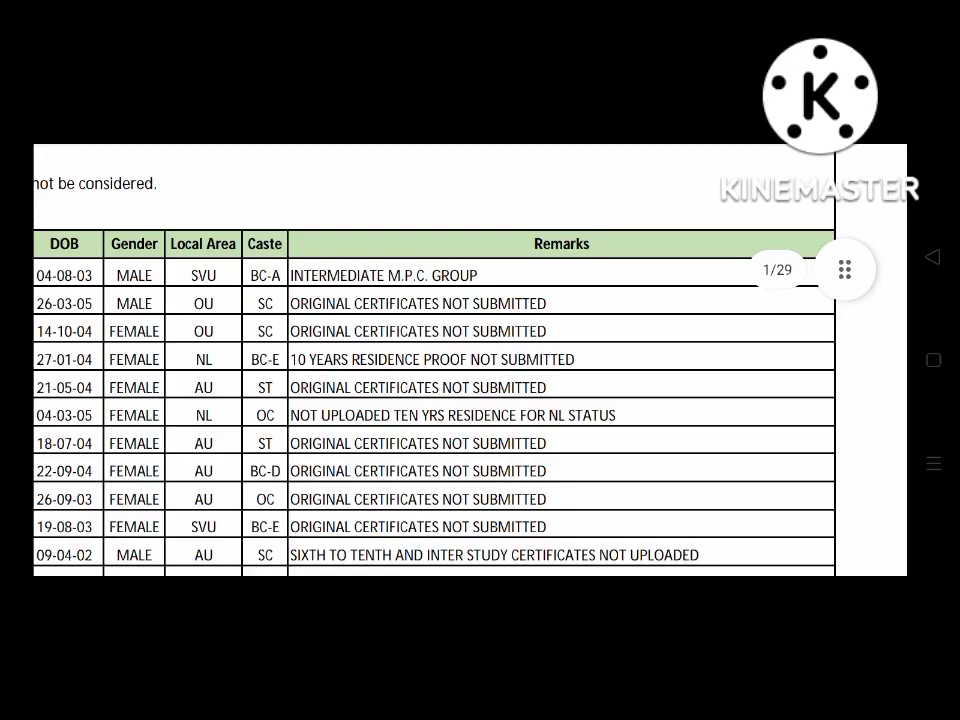 K
KINEMASTER
not be considered.
DOB Gender Local Area Caste Remarks
1/29
04-08-03 MALE SVU BC-A INTERMEDIATE M.P.C. GROUP
26-03-05 MALE OU SC ORIGINAL CERTIFICATES NOT SUBMITTED
14-10-04 FEMALE OU SC ORIGINAL CERTIFICATES NOT SUBMITTED
27-01-04 FEMALE NL BC-E 10 YEARS RESIDENCE PROOF NOT SUBMITTED
21-05-04 FEMALE AU ST ORIGINAL CERTIFICATES NOT SUBMITTED
04-03-05 FEMALE NL OC NOT UPLOADED TEN YRS RESIDENCE FOR NL STATUS
18-07-04 FEMALE AU ST ORIGINAL CERTIFICATES NOT SUBMITTED
22-09-04 FEMALE AU BC-D ORIGINAL CERTIFICATES NOT SUBMITTED
26-09-03 FEMALE AU OC ORIGINAL CERTIFICATES NOT SUBMITTED
19-08-03 FEMALE SVU BC-E ORIGINAL CERTIFICATES NOT SUBMITTED
09-04-02 MALE AU SC SIXTH TO TENTH AND INTER STUDY CERTIFICATES NOT UPLOADED